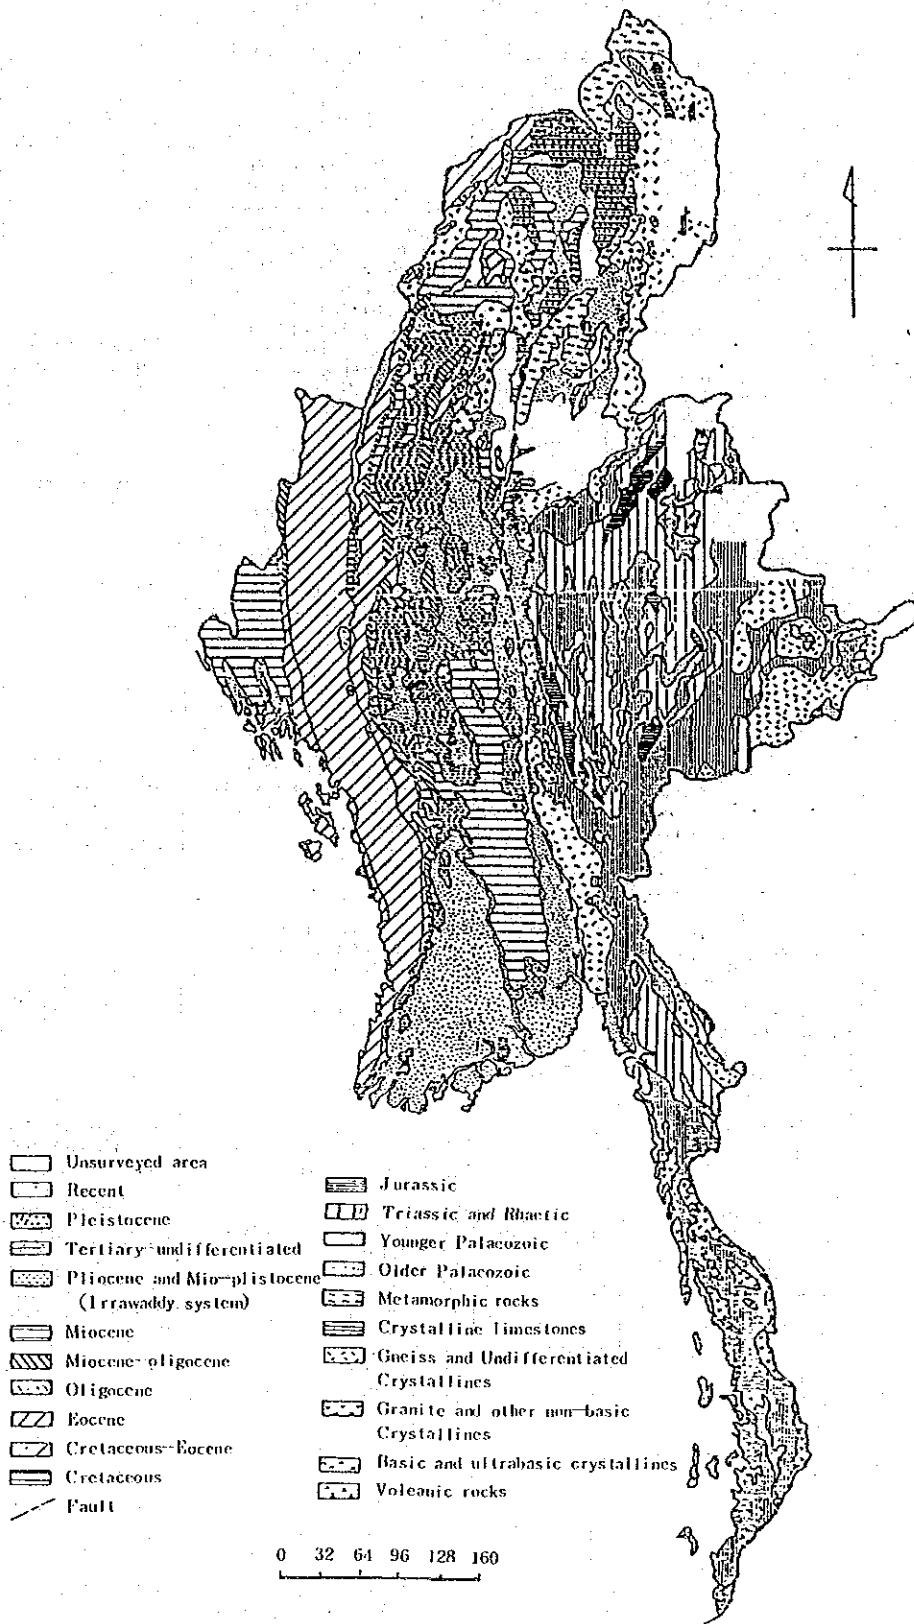 Unsurveyed area
Recent
Pleistocene
Tertiary undifferentiated
Pliocene and Mio-plistocene
(Irrawaddy. system)
Miocene
Miocene-oligocene
Oligocene
Eocene
Cretaceous-Eocene
Cretaceous
Fault
Jurassic
Triassic and Rhaetic
Younger Palaeozoic
Older Palaeozoic
Metamorphic rocks
Crystalline limestones
Gneiss and Undifferentiated
Crystallines
Granite and other non-basic
Crystallines
Basic and ultrabasic crystallines
Volcanic rocks
0 32 64 96 128 160